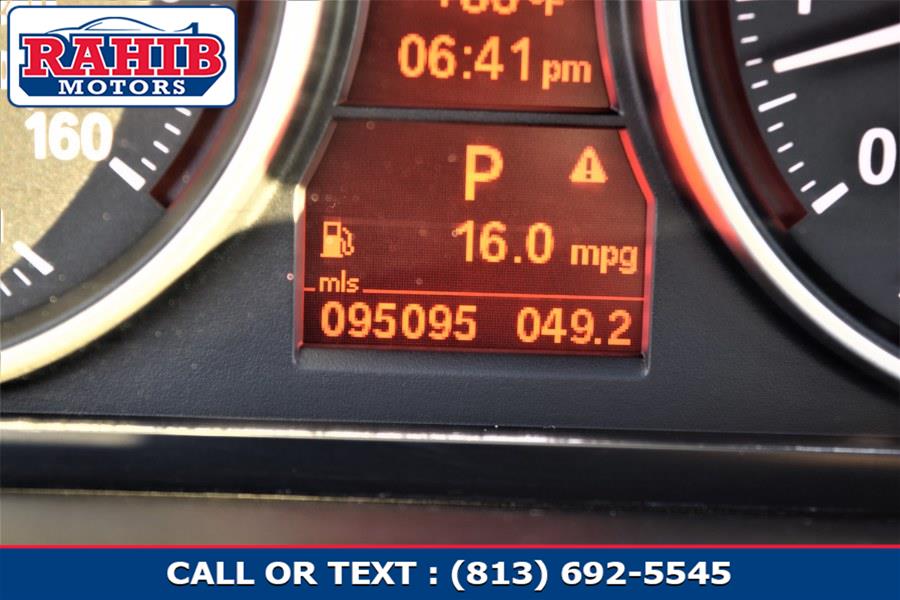 RAHIB
MOTORS
06:41 pm
160
P
16.0 mpg
mls
095095 049.2
0
CALL OR TEXT : (813) 692-5545